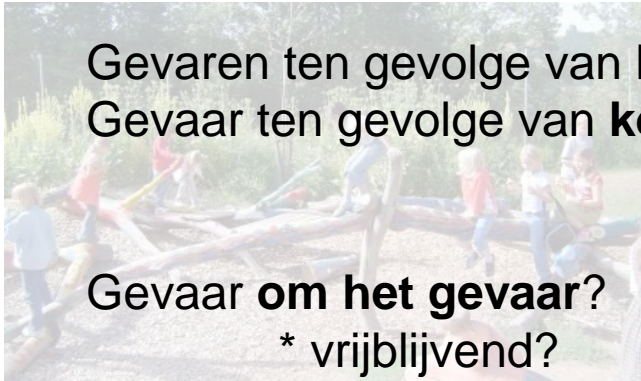 Gevaren ten gevolge van
Gevaar ten gevolge van
Gevaar om het gevaar?
* vrijblijvend?